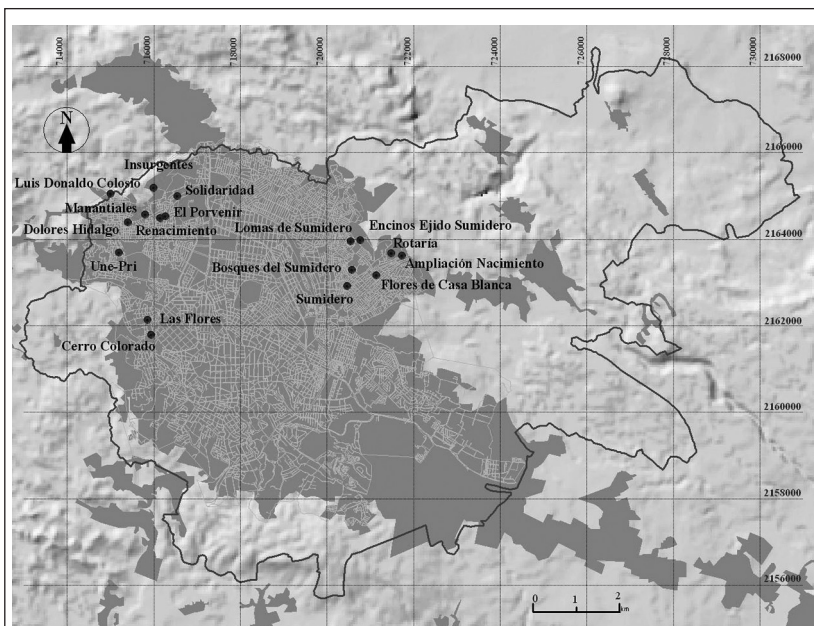 714000
716000
718000
720000
722000
724000
726000
728000
730000
2168000
N
2166000
Insurgentes
Luis Donaldo Colosio
Solidaridad
Manantiales
El Porvenir
Dolores Hidalgo
Renacimiento
Lomas de Sumidero
Encinos Ejido Sumidero
2164000
Rotaría
Une-Pri
Bosques del Sumidero
Ampliación Nacimiento
Sumidero
Flores de Casa Blanca
2162000
Las Flores
Cerro Colorado
2160000
2158000
2156000
0 1 2
km